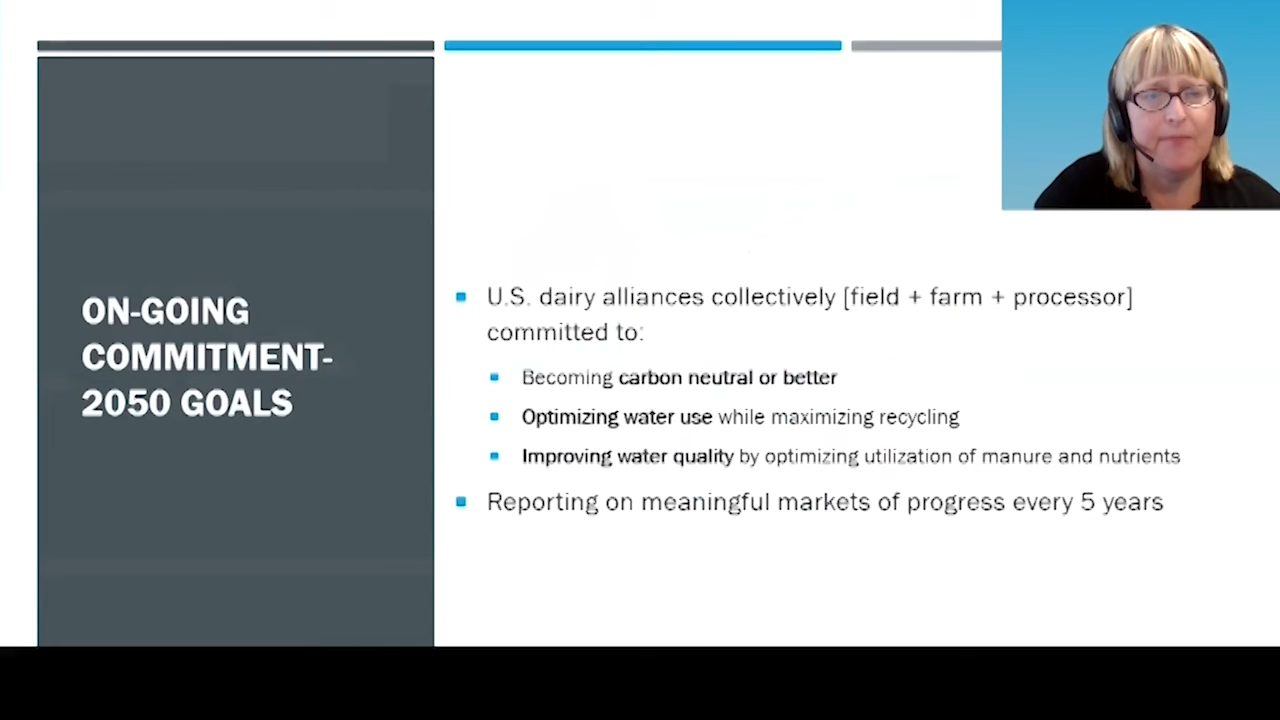 ON-GOING
COMMITMENT-
2050 GOALS
U.S. dairy alliances collectively [field + farm + processor]
committed to:
Becoming carbon neutral or better
Optimizing water use while maximizing recycling
Improving water quality by optimizing utilization of manure and nutrients
Reporting on meaningful markets of progress every 5 years